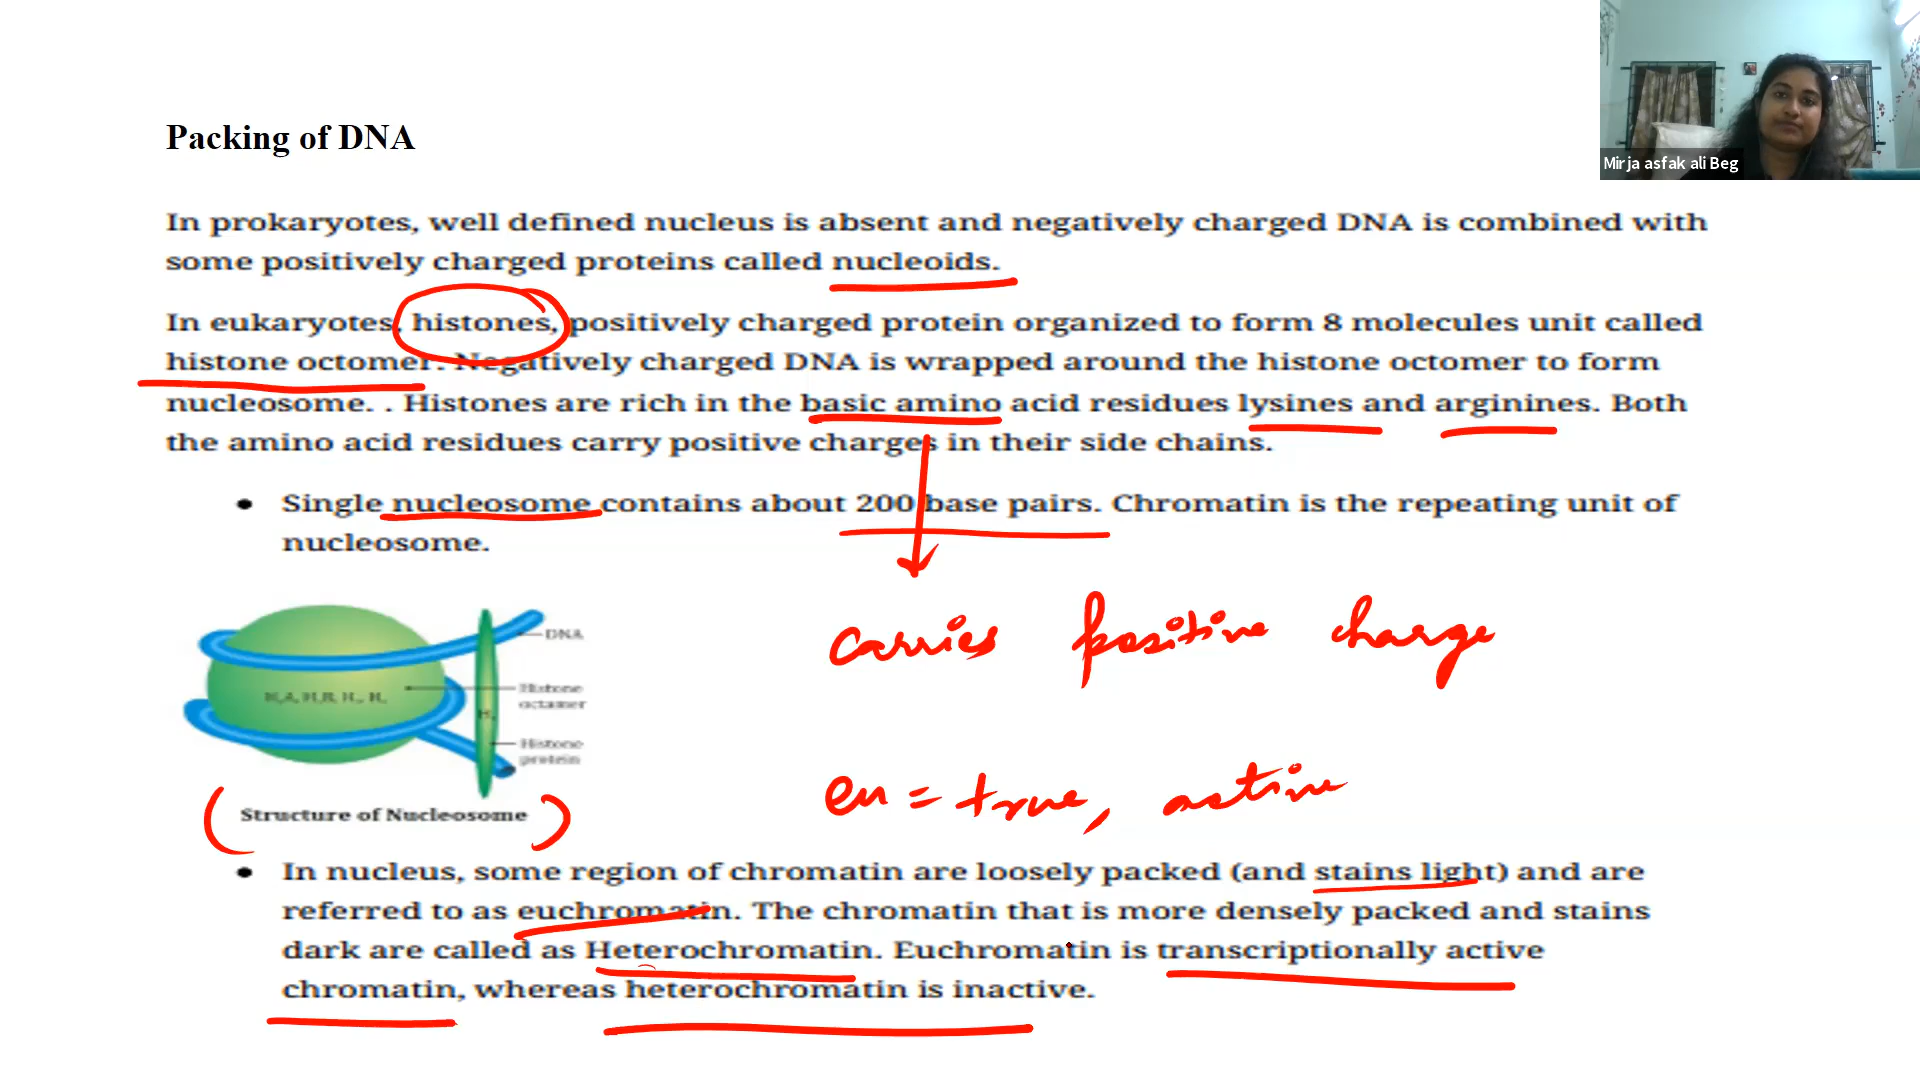 Mirja asfak ali Beg
Packing of DNA
In prokaryotes, well defined nucleus is absent and negatively charged DNA is combined with
some positively charged proteins called nucleoids.
In eukaryotes, histones, positively charged protein organized to form 8 molecules unit called
histone octomer. Negatively charged DNA is wrapped around the histone octomer to form
nucleosome. . Histones are rich in the basic amino acid residues lysines and arginines. Both
the amino acid residues carry positive charges in their side chains.
• Single nucleosome contains about 200 base pairs. Chromatin is the repeating unit of
nucleosome.
DNA
Histone
octamer
Histone
protein
carries positive charge
eu = true, active
Structure of Nucleosome
• In nucleus, some region of chromatin are loosely packed (and stains light) and are
referred to as euchromatin. The chromatin that is more densely packed and stains
dark are called as Heterochromatin. Euchromatin is transcriptionally active
chromatin, whereas heterochromatin is inactive.